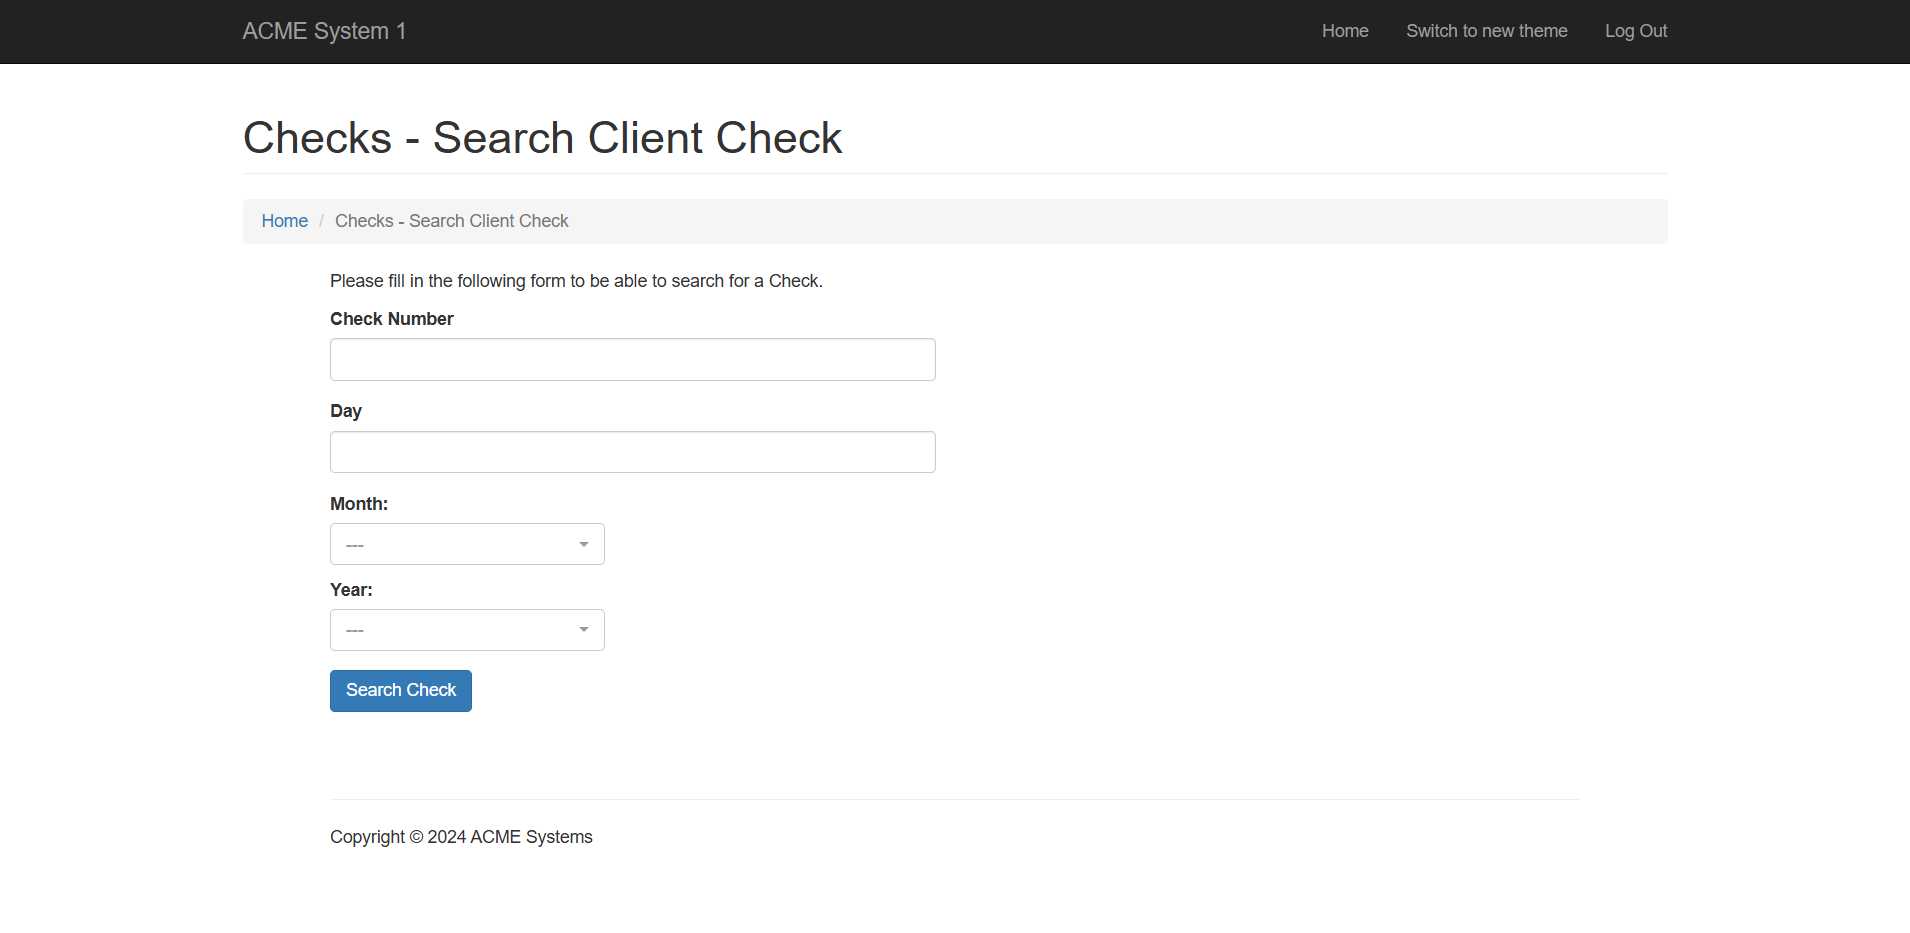 ACME System 1
Home
Switch to new theme
Log Out
Checks - Search Client Check
Home / Checks - Search Client Check
Please fill in the following form to be able to search for a Check.
Check Number
Day
Month:
---
Year:
---
Search Check
Copyright © 2024 ACME Systems